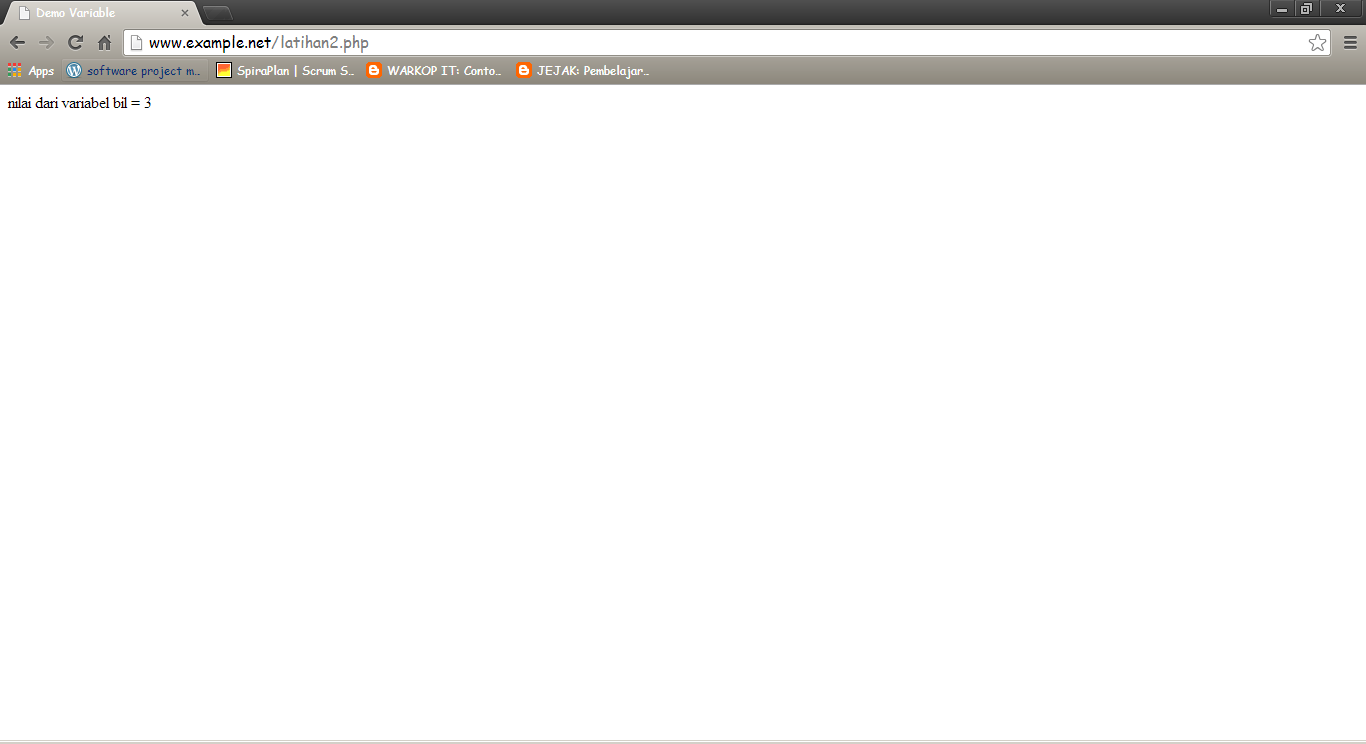 Demo Variable
www.example.net/latihan2.php
Apps software project m... SpiraPlan | Scrum S... WARKOP IT: Conto... JEJAK: Pembelajar...
nilai dari variabel bil = 3